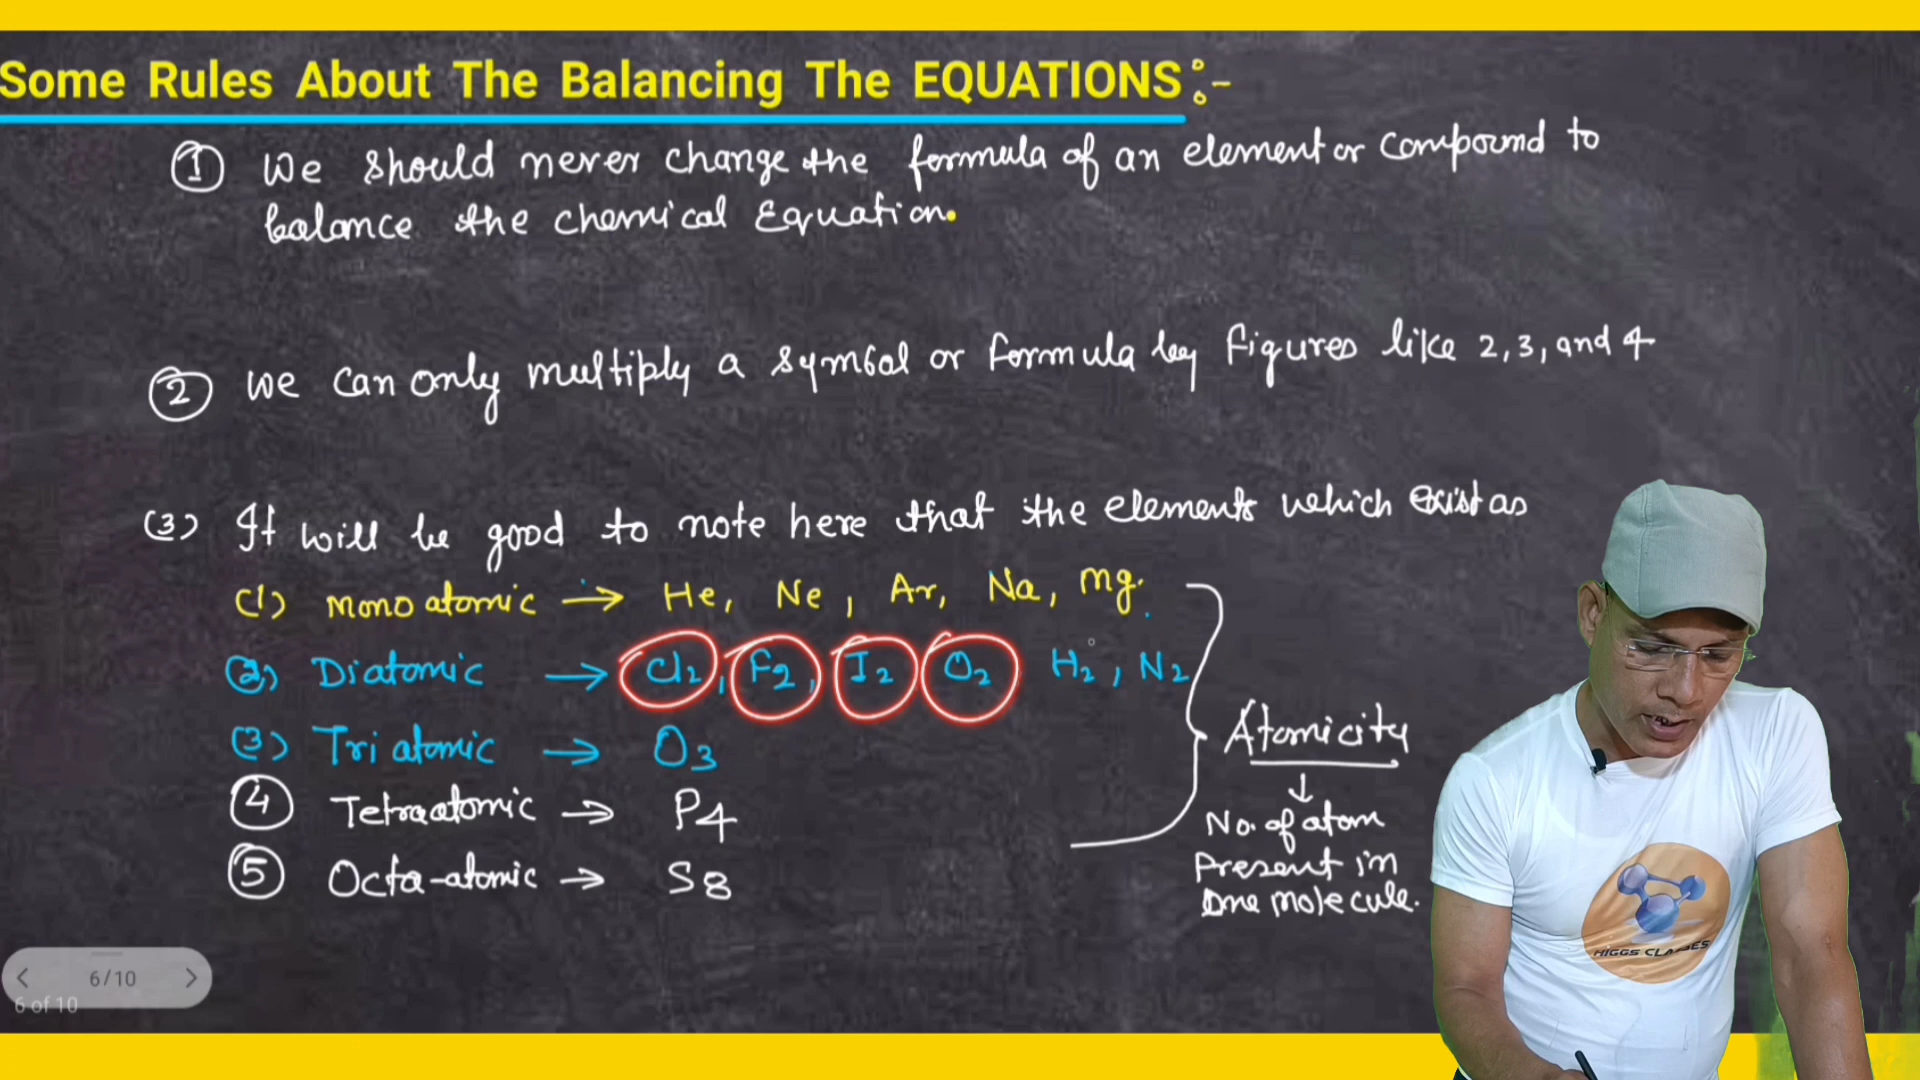 Some Rules About The Balancing The EQUATIONS :-
① We should never change the formula of an element or compound to
balance the chemical Equation.
② we can only multiply a symbol or formula by figures like 2, 3, and 4
(3) It will be good to note here that the elements which exist as
(1) Mono atomic → He, Ne, Ar, Na, Mg.
(2) Diatomic → Cl2, F2, I2 O2 H2, N2
(3) Tri atomic → O3
④ Tetraatomic → P4
⑤ Octa-atomic → S8
Atomicity
↓
No. of atom
Present in
One molecule.
HIGGS CLASSES
6/10
6 of 10